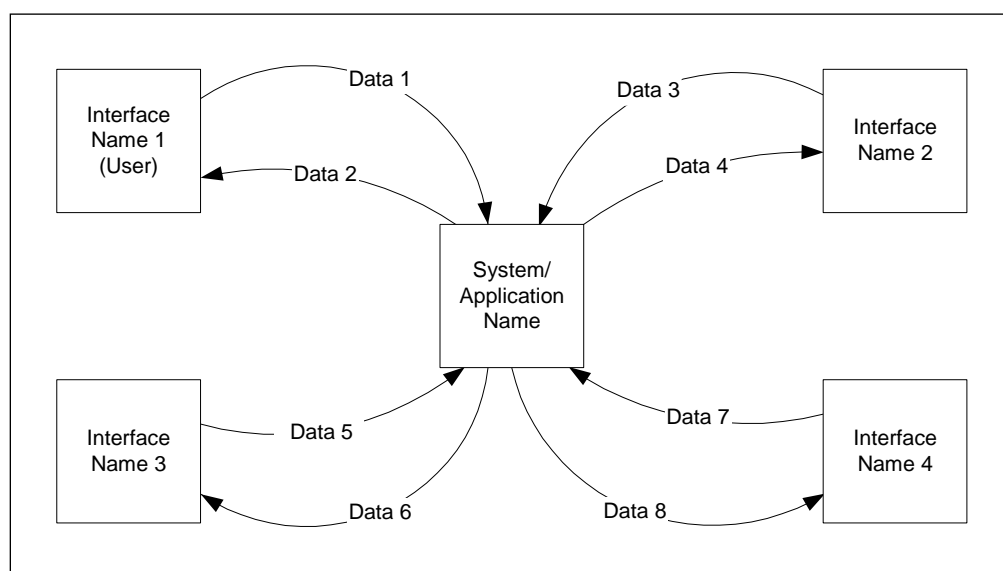 Data 1
Interface
Name 1
(User)
Data 2
Data 3
Interface
Name 2
Data 4
System/
Application
Name
Interface
Name 3
Data 5
Data 6
Data 7
Interface
Name 4
Data 8